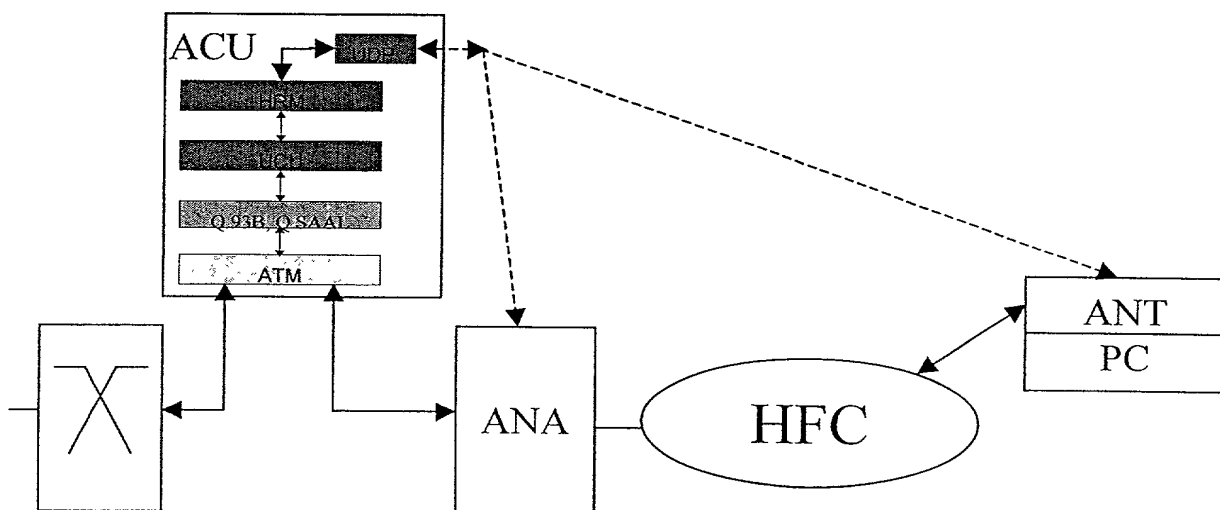 ACU
UDP
HRM
UCH
Q.93B, Q.SAAL
ATM
ANA
HFC
ANT
PC